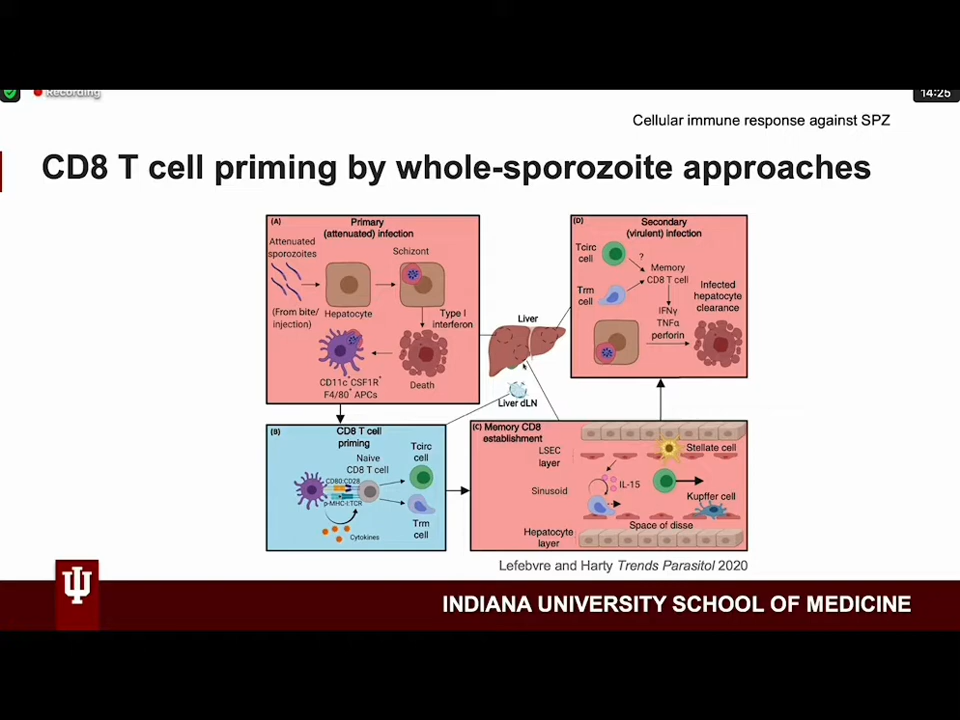 Recording
14:25
Cellular immune response against SPZ
CD8 T cell priming by whole-sporozoite approaches
(A)
Primary
(attenuated) infection
Attenuated
sporozoites
Schizont
(From bite/
injection)
Hepatocyte
Type I
interferon
CD11c+ CSF1R+
F4/80+ APCs
Death
Liver
Liver dLN
(D)
Secondary
(virulent) infection
Tcirc
cell
?
Memory
CD8 T cell
Trm
cell
Infected
hepatocyte
clearance
IFNγ
TNFα
perforin
(B)
CD8 T cell
priming
Naive
CD8 T cell
Tcirc
cell
CD80:CD28
p-MHC-I:TCR
Trm
cell
Cytokines
(C) Memory CD8
establishment
LSEC
layer
Stellate cell
Sinusoid
IL-15
Kupffer cell
Space of disse
Hepatocyte
layer
Lefebvre and Harty Trends Parasitol 2020
INDIANA UNIVERSITY SCHOOL OF MEDICINE